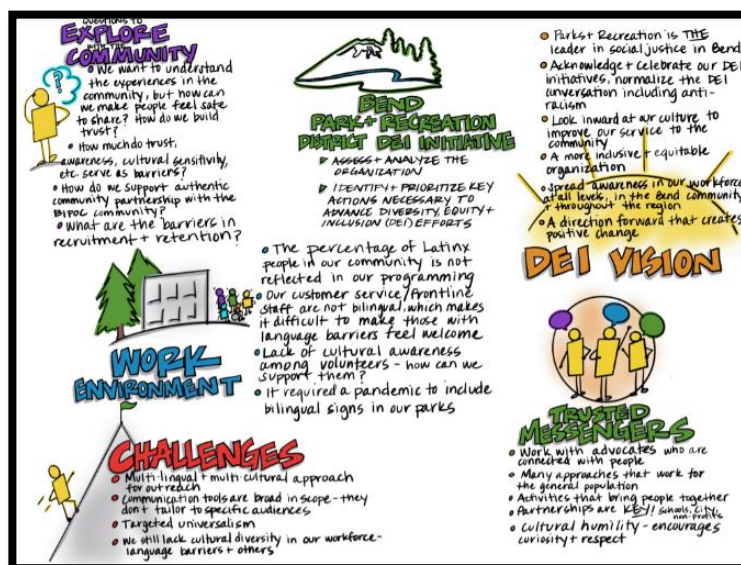 QUESTIONS TO
EXPLORE
WITH THE
COMMUNITY
?
• We want to understand
the experiences in the
community, but how can
we make people feel safe
to share? How do we build
trust?
• How much do trust,
awareness, cultural sensitivity,
etc. serve as barriers?
• How do we support authentic
community partnership with the
BIPOC community?
• What are the barriers in
recruitment + retention?
BEND
PARK + RECREATION
DISTRICT DEI INITIATIVE
ASSESS + ANALYZE THE
ORGANIZATION
IDENTIFY + PRIORITIZE KEY
ACTIONS NECESSARY TO
ADVANCE DIVERSITY, EQUITY +
INCLUSION (DEI) EFFORTS
• Parks + Recreation is THE
leader in social justice in Bend
• Acknowledge + celebrate our DEI
initiatives, normalize the DEI
conversation including anti-
racism
• Look inward at our culture to
improve our service to the
community
• A more inclusive + equitable
organization
• Spread awareness in our workforce
at all levels, in the Bend community
+ throughout the region
• A direction forward that creates
positive change
DEI VISION
WORK
ENVIRONMENT
• The percentage of Latinx
people in our community is not
reflected in our programming
• Our customer service/frontline
staff are not bilingual, which makes
it difficult to make those with
language barriers feel welcome
• Lack of cultural awareness
among volunteers - how can we
support them?
• It required a pandemic to include
bilingual signs in our parks
CHALLENGES
• Multi-lingual + multi-cultural approach
for outreach
• Communication tools are broad in scope - they
don't tailor to specific audiences
• Targeted universalism
• We still lack cultural diversity in our workforce -
language barriers + others
TRUSTED
MESSENGERS
• Work with advocates who are
connected with people
• Many approaches that work for
the general population
• Activities that bring people together
• Partnerships are KEY! Schools, City,
non-profits
• Cultural humility - encourages
curiosity + respect